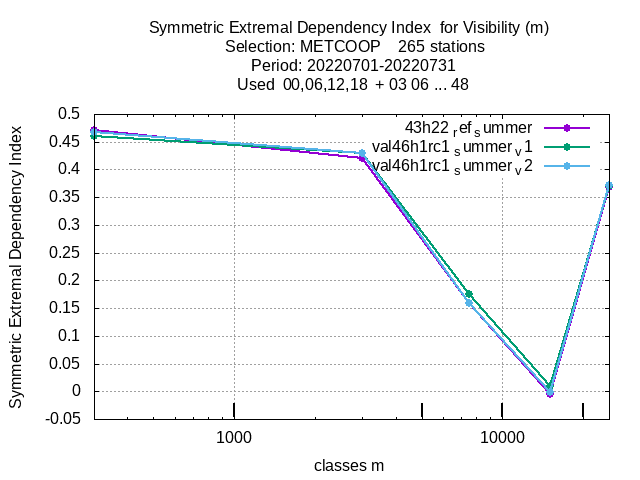 Symmetric Extremal Dependency Index  for Visibility (m)
Selection: METCOOP    265 stations
Period: 20220701-20220731
Used  00,06,12,18  + 03 06 ... 48
Symmetric Extremal Dependency Index
0.5
0.45
0.4
0.35
0.3
0.25
0.2
0.15
0.1
0.05
0
-0.05
43h22 ref summer
val46h1rc1 summer v1
val46h1rc1 summer v2
1000
10000
classes m